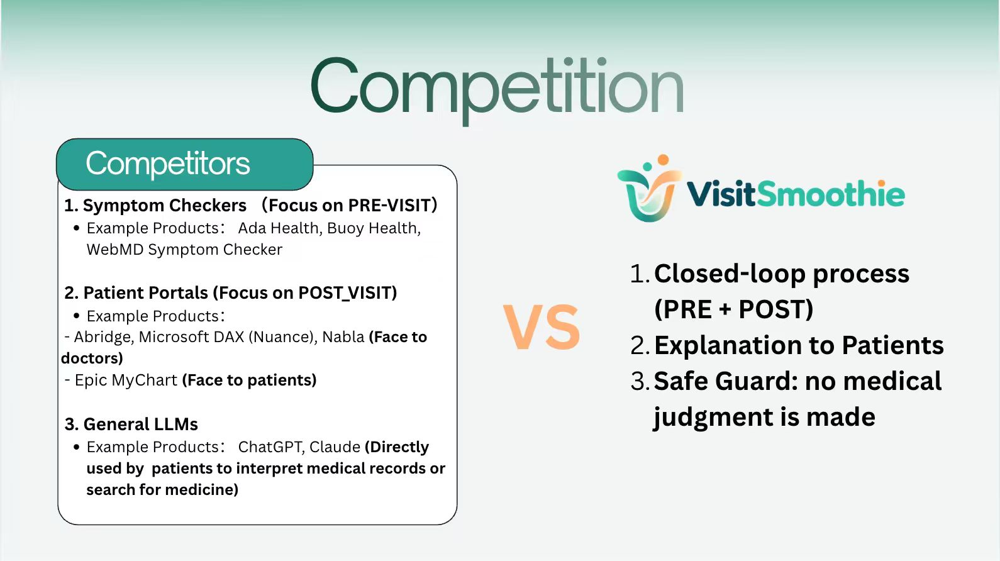 Competition
Competitors
1. Symptom Checkers （Focus on PRE-VISIT）
• Example Products： Ada Health, Buoy Health,
WebMD Symptom Checker
2. Patient Portals (Focus on POST_VISIT)
• Example Products：
- Abridge, Microsoft DAX (Nuance), Nabla (Face to
doctors)
- Epic MyChart (Face to patients)
3. General LLMs
• Example Products： ChatGPT, Claude (Directly
used by  patients to interpret medical records or
search for medicine)
VS
VisitSmoothie
1. Closed-loop process
(PRE + POST)
2. Explanation to Patients
3. Safe Guard: no medical
judgment is made